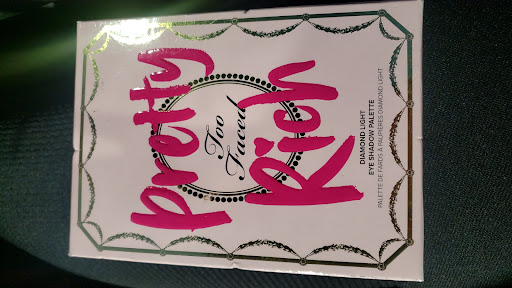 pretty
Too
Faced
Rich
DIAMOND LIGHT
EYE SHADOW PALETTE
PALETTE DE FARDS À PAUPIÈRES DIAMOND LIGHT